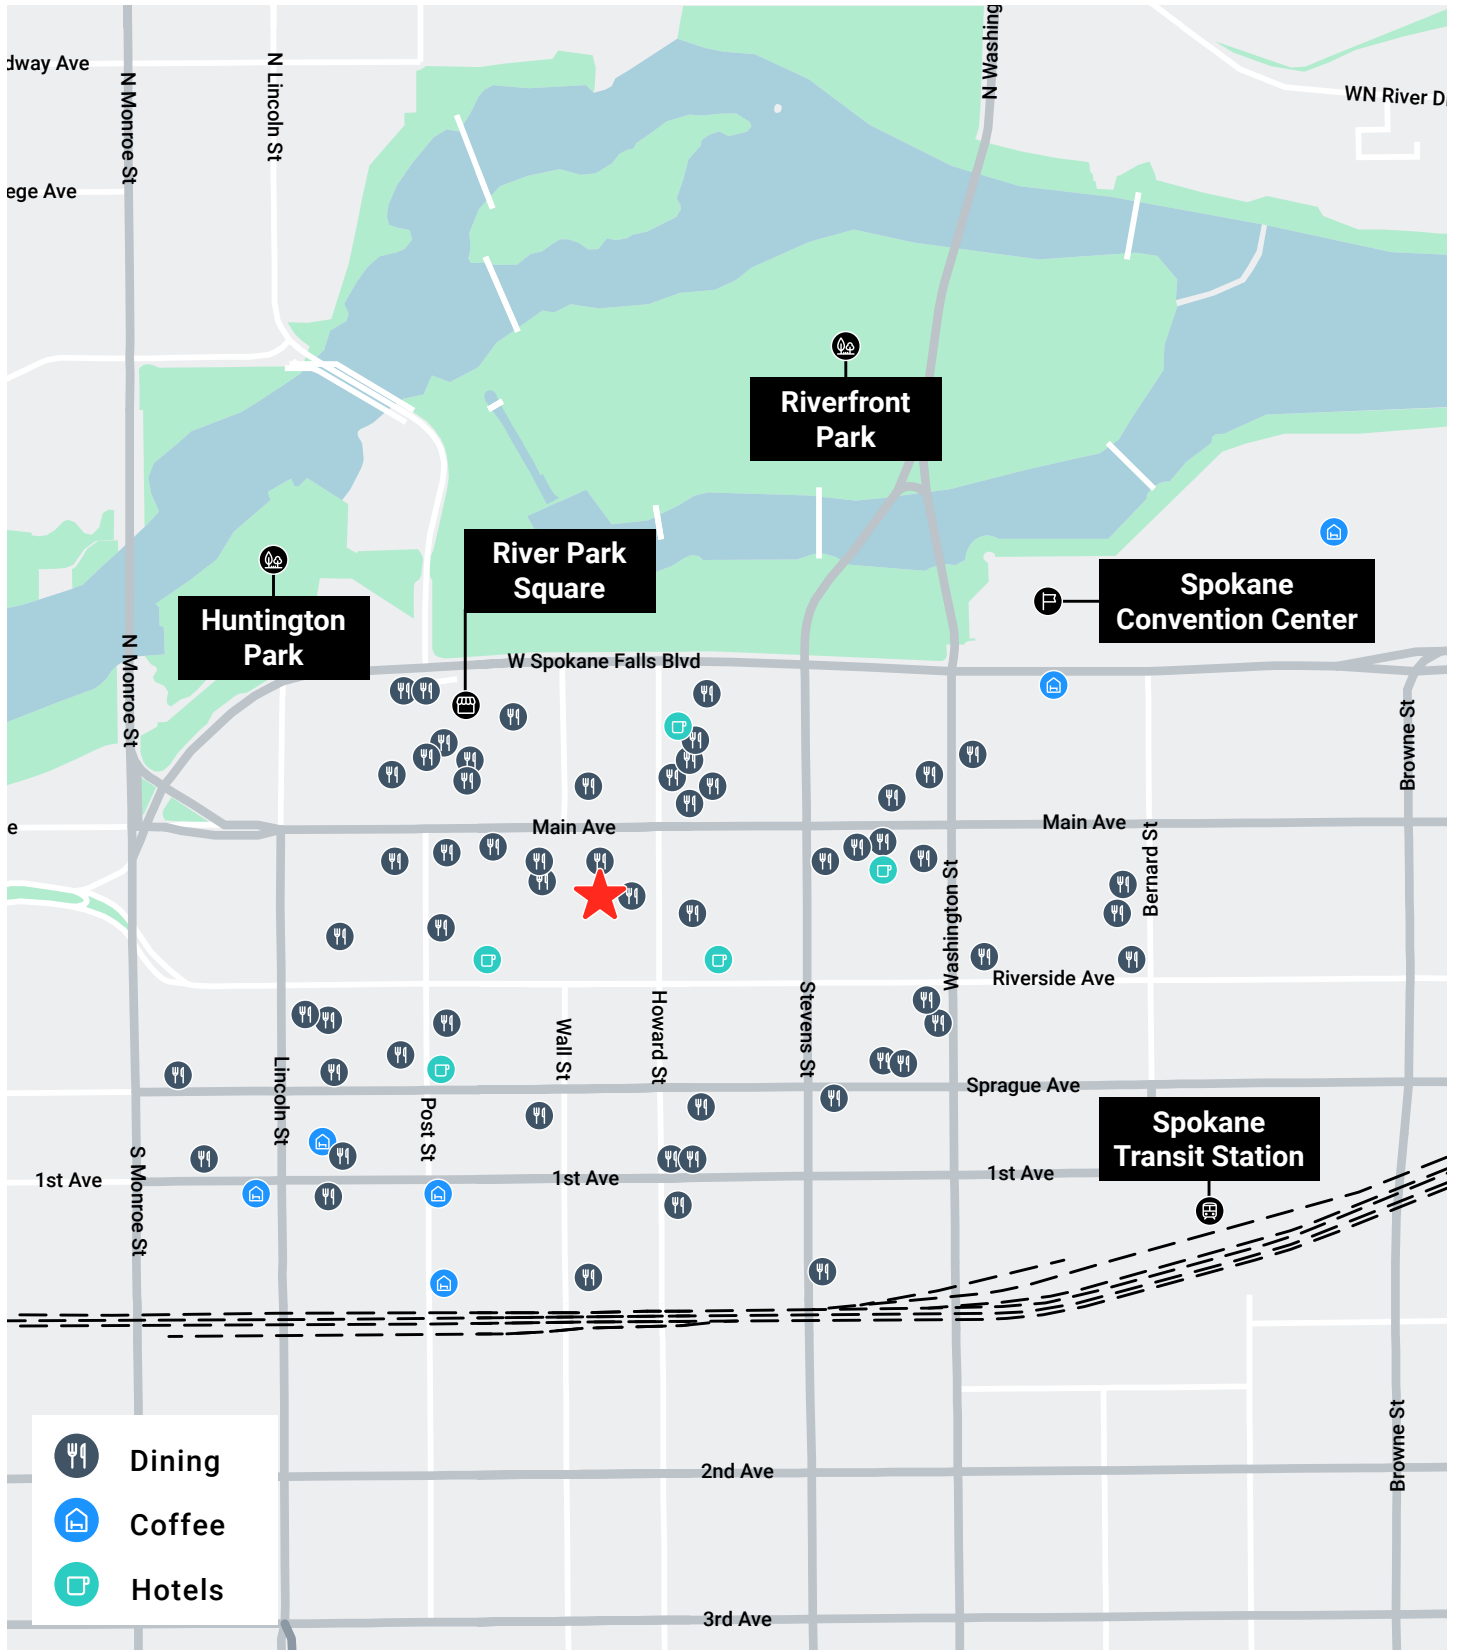 dway Ave
N Monroe St
N Lincoln St
N Washing
WN River D
ege Ave
Riverfront
Park
River Park
Square
Huntington
Park
Spokane
Convention Center
N Monroe St
W Spokane Falls Blvd
Browne St
e
Main Ave
Main Ave
Bernard St
Washington St
Riverside Ave
Stevens St
Howard St
Wall St
Lincoln St
Sprague Ave
Post St
Spokane
Transit Station
S Monroe St
1st Ave
1st Ave
1st Ave
Browne St
Dining
Coffee
Hotels
2nd Ave
3rd Ave